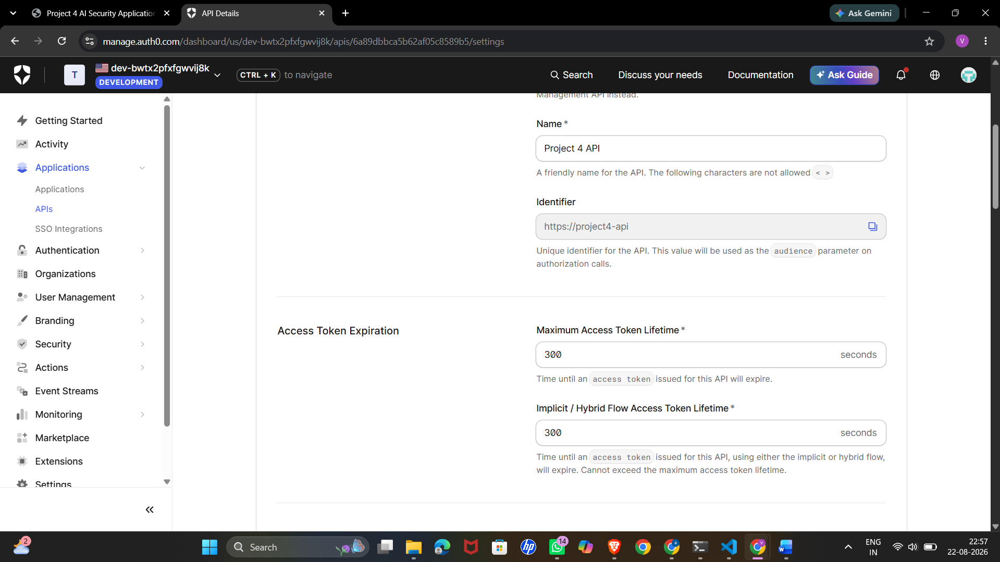 Project 4 AI Security Application
API Details
Ask Gemini
manage.auth0.com/dashboard/us/dev-bwtx2pfxfgwvij8k/apis/6a89dbbca5b62af05c8589b5/settings
V
T
dev-bwtx2pfxfgwvij8k
DEVELOPMENT
CTRL + K to navigate
Search
Discuss your needs
Documentation
Ask Guide
Getting Started
Activity
Applications
Applications
APIs
SSO Integrations
Authentication
Organizations
User Management
Branding
Security
Actions
Event Streams
Monitoring
Marketplace
Extensions
Settings
Management API instead.
Name *
Project 4 API
A friendly name for the API. The following characters are not allowed < >
Identifier
https://project4-api
Unique identifier for the API. This value will be used as the audience parameter on
authorization calls.
Access Token Expiration
Maximum Access Token Lifetime *
300 seconds
Time until an access token issued for this API will expire.
Implicit / Hybrid Flow Access Token Lifetime *
300 seconds
Time until an access token issued for this API, using either the implicit or hybrid flow,
will expire. Cannot exceed the maximum access token lifetime.
2
Search
hp
14
a
V
W
ENG
IN
22:57
22-08-2026